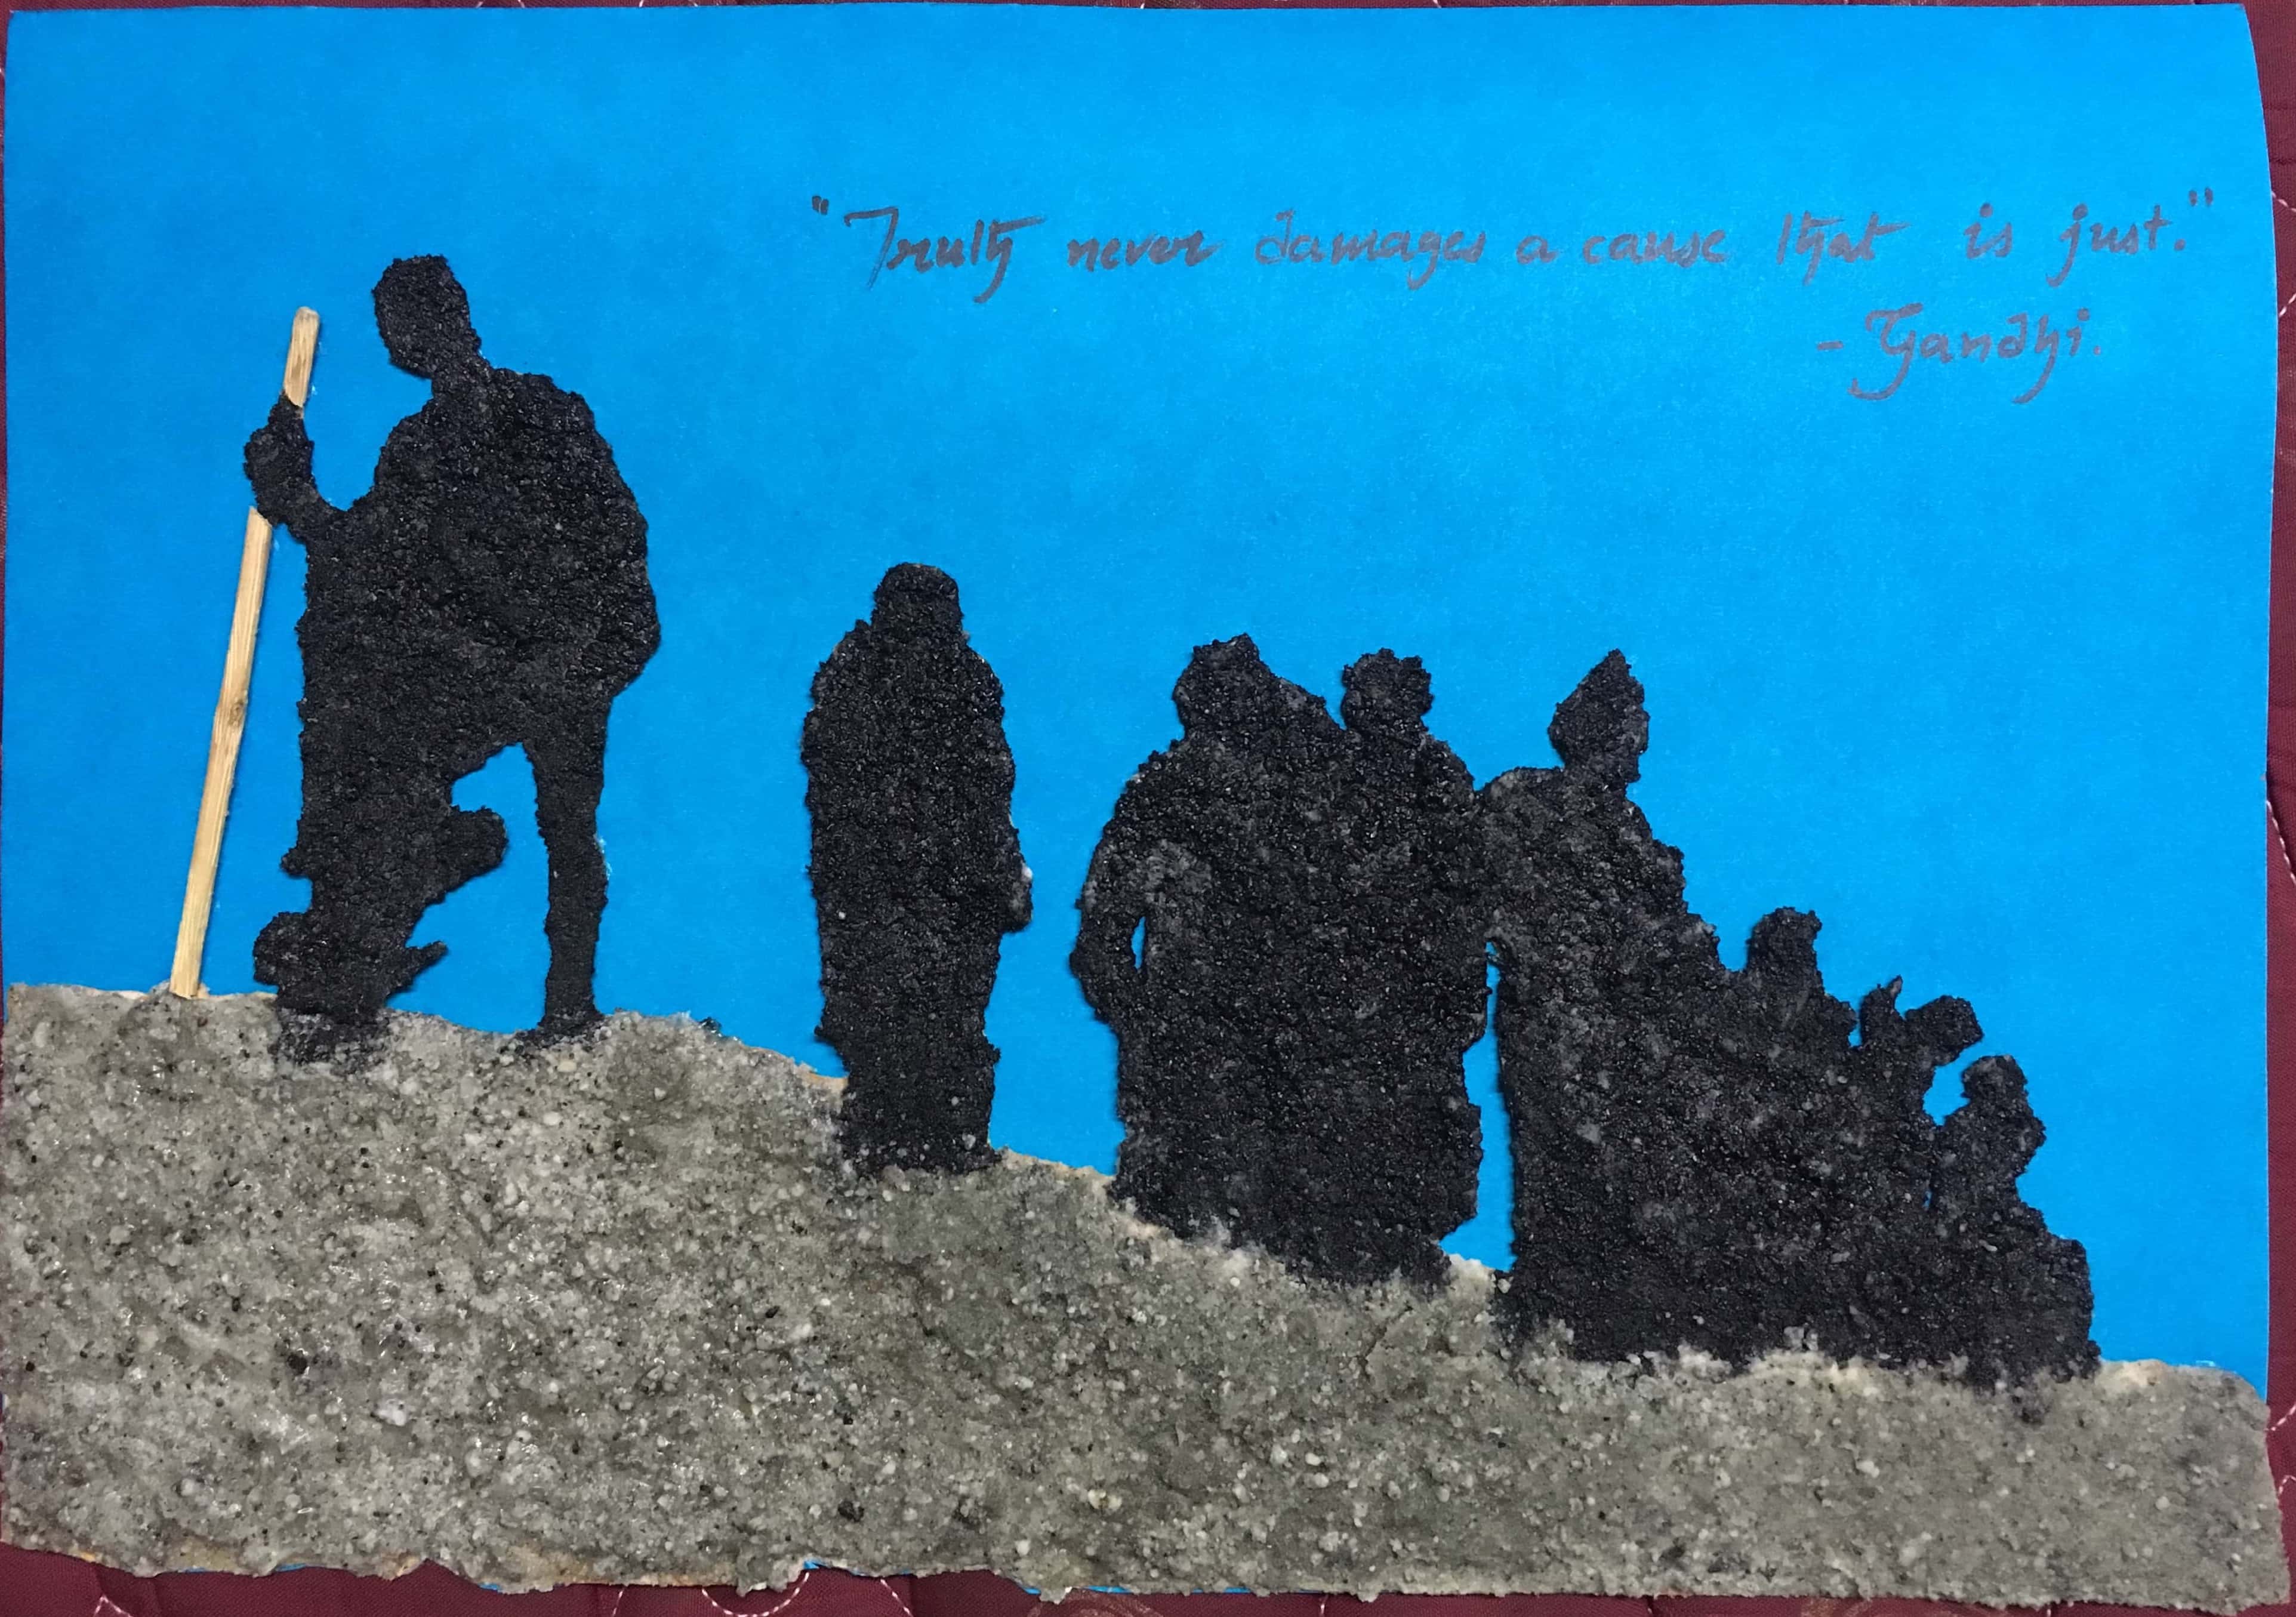 "Truth never damages a cause that is just."
- Gandhi.